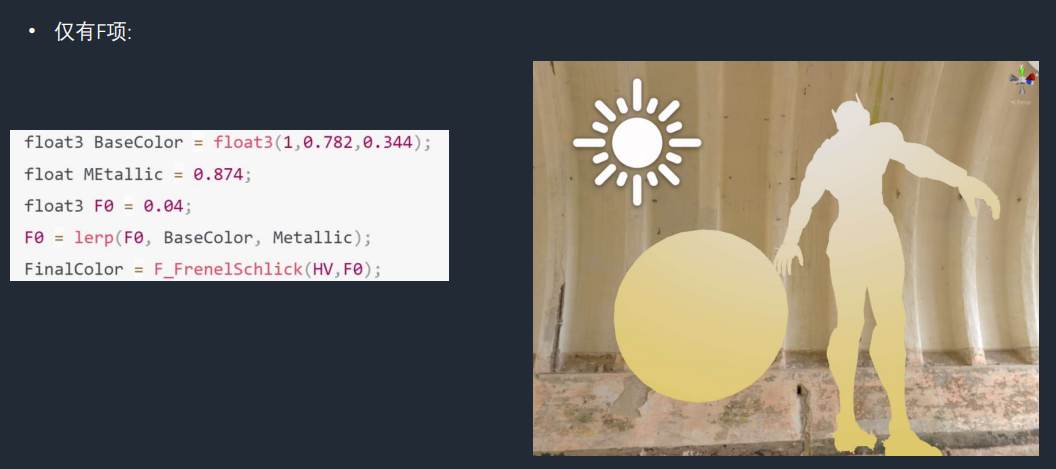 • 仅有F项:
float3 BaseColor = float3(1,0.782,0.344);
float MEtallic = 0.874;
float3 F0 = 0.04;
F0 = lerp(F0, BaseColor, Metallic);
FinalColor = F_FrenelSchlick(HV,F0);